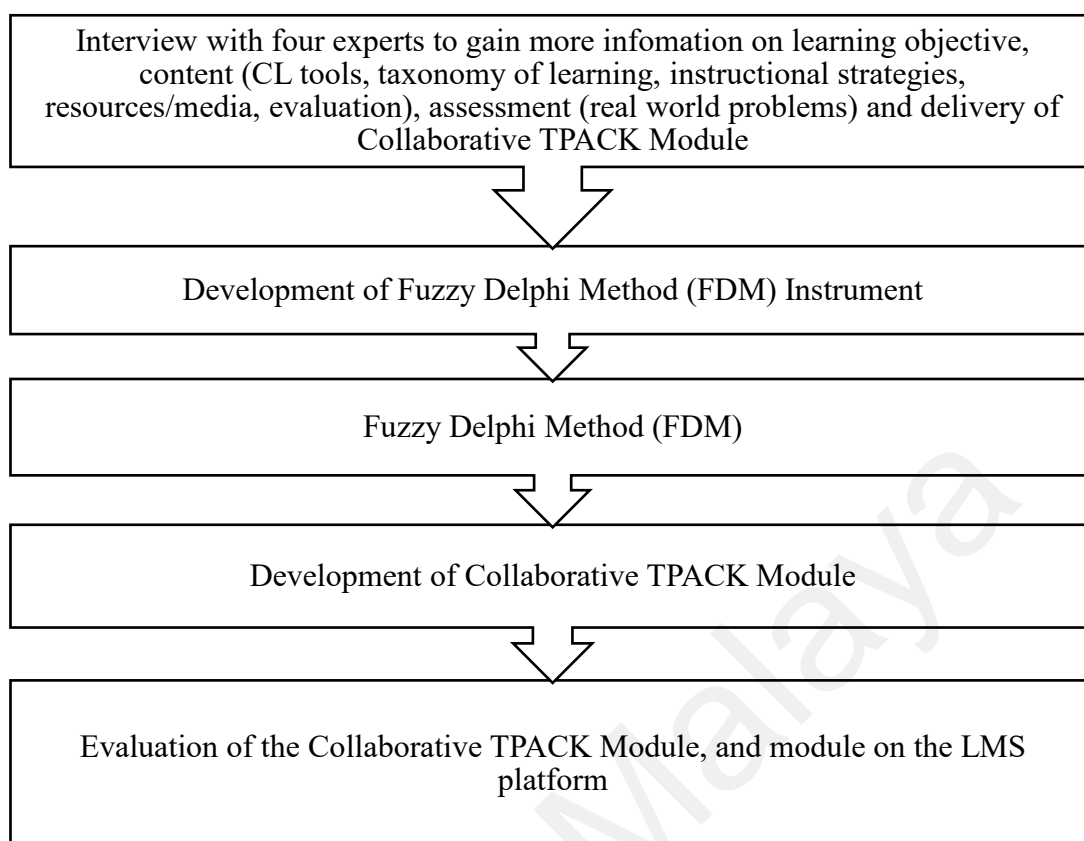 Interview with four experts to gain more infomation on learning objective,
content (CL tools, taxonomy of learning, instructional strategies,
resources/media, evaluation), assessment (real world problems) and delivery of
Collaborative TPACK Module
Development of Fuzzy Delphi Method (FDM) Instrument
Fuzzy Delphi Method (FDM)
Development of Collaborative TPACK Module
Malaya
Evaluation of the Collaborative TPACK Module, and module on the LMS
platform